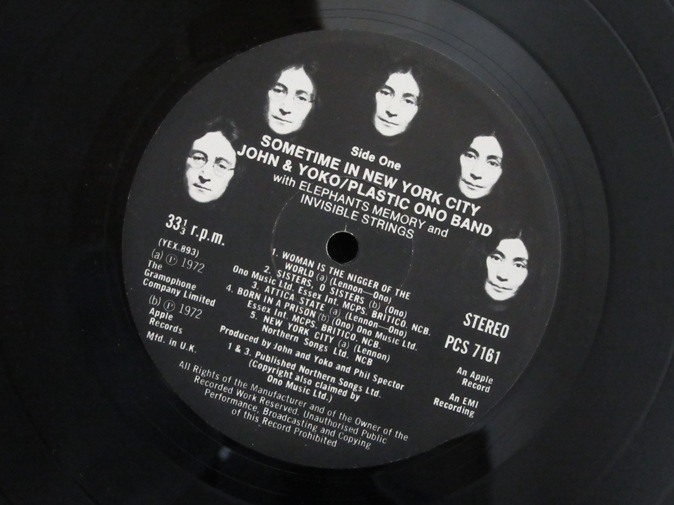 Side One
SOMETIME IN NEW YORK CITY
JOHN & YOKO/PLASTIC ONO BAND
with ELEPHANTS MEMORY and
INVISIBLE STRINGS
33⅓ r.p.m.
(YEX.893)
(a) ℗ 1972
The
Gramophone
Company Limited
(b) ℗ 1972
Apple
Records
Mfd. in U.K.
1. WOMAN IS THE NIGGER OF THE
WORLD (a) (Lennon—Ono)
2. SISTERS, O SISTERS (b) (Ono)
Ono Music Ltd. Essex Int. MCPS. BRITICO. NCB.
3. ATTICA STATE (a) (Lennon—Ono)
4. BORN IN A PRISON (b) (Ono) Ono Music Ltd.
Essex Int. MCPS. BRITICO. NCB.
5. NEW YORK CITY (a) (Lennon)
Northern Songs Ltd. NCB
Produced by John and Yoko and Phil Spector
1 & 3. Published Northern Songs Ltd.
(Copyright also claimed by
Ono Music Ltd.)
STEREO
PCS 7161
An Apple
Record
An EMI
Recording
All Rights of the Manufacturer and of the Owner of the
Recorded Work Reserved. Unauthorised Public
Performance, Broadcasting and Copying
of this Record Prohibited